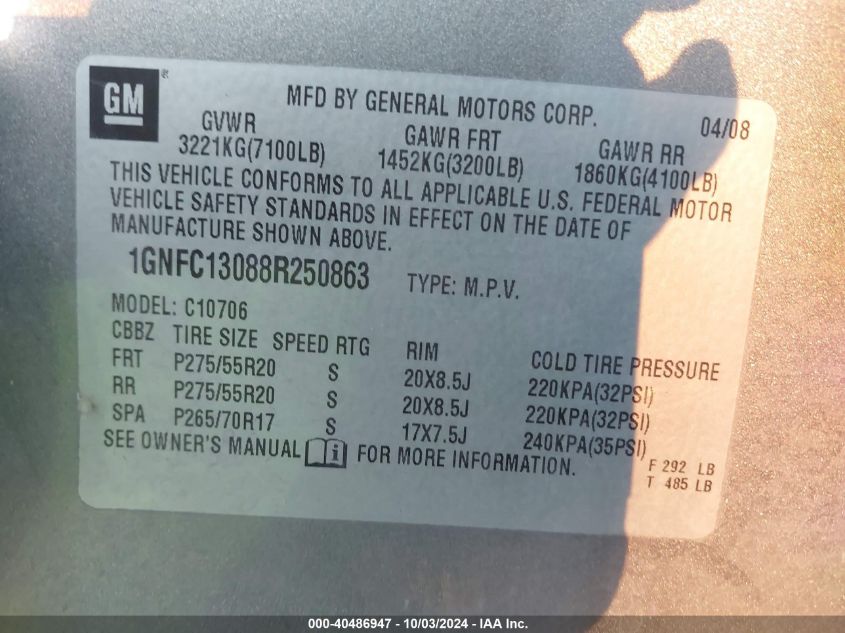 GM ®
MFD BY GENERAL MOTORS CORP. 04/08
GVWR GAWR FRT GAWR RR
3221KG(7100LB) 1452KG(3200LB) 1860KG(4100LB)
THIS VEHICLE CONFORMS TO ALL APPLICABLE U.S. FEDERAL MOTOR
VEHICLE SAFETY STANDARDS IN EFFECT ON THE DATE OF
MANUFACTURE SHOWN ABOVE.
1GNFC13088R250863 TYPE: M.P.V.
MODEL: C10706
CBBZ TIRE SIZE SPEED RTG RIM COLD TIRE PRESSURE
FRT P275/55R20 S 20X8.5J 220KPA(32PSI)
RR P275/55R20 S 20X8.5J 220KPA(32PSI)
SPA P265/70R17 S 17X7.5J 240KPA(35PSI)
SEE OWNER'S MANUAL i FOR MORE INFORMATION.
F 292 LB
T 485 LB
000-40486947 - 10/03/2024 - IAA Inc.